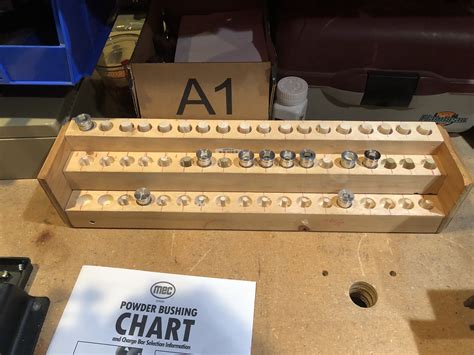 A1
mec
POWDER BUSHING
CHART
and Charge Bar Selection Information